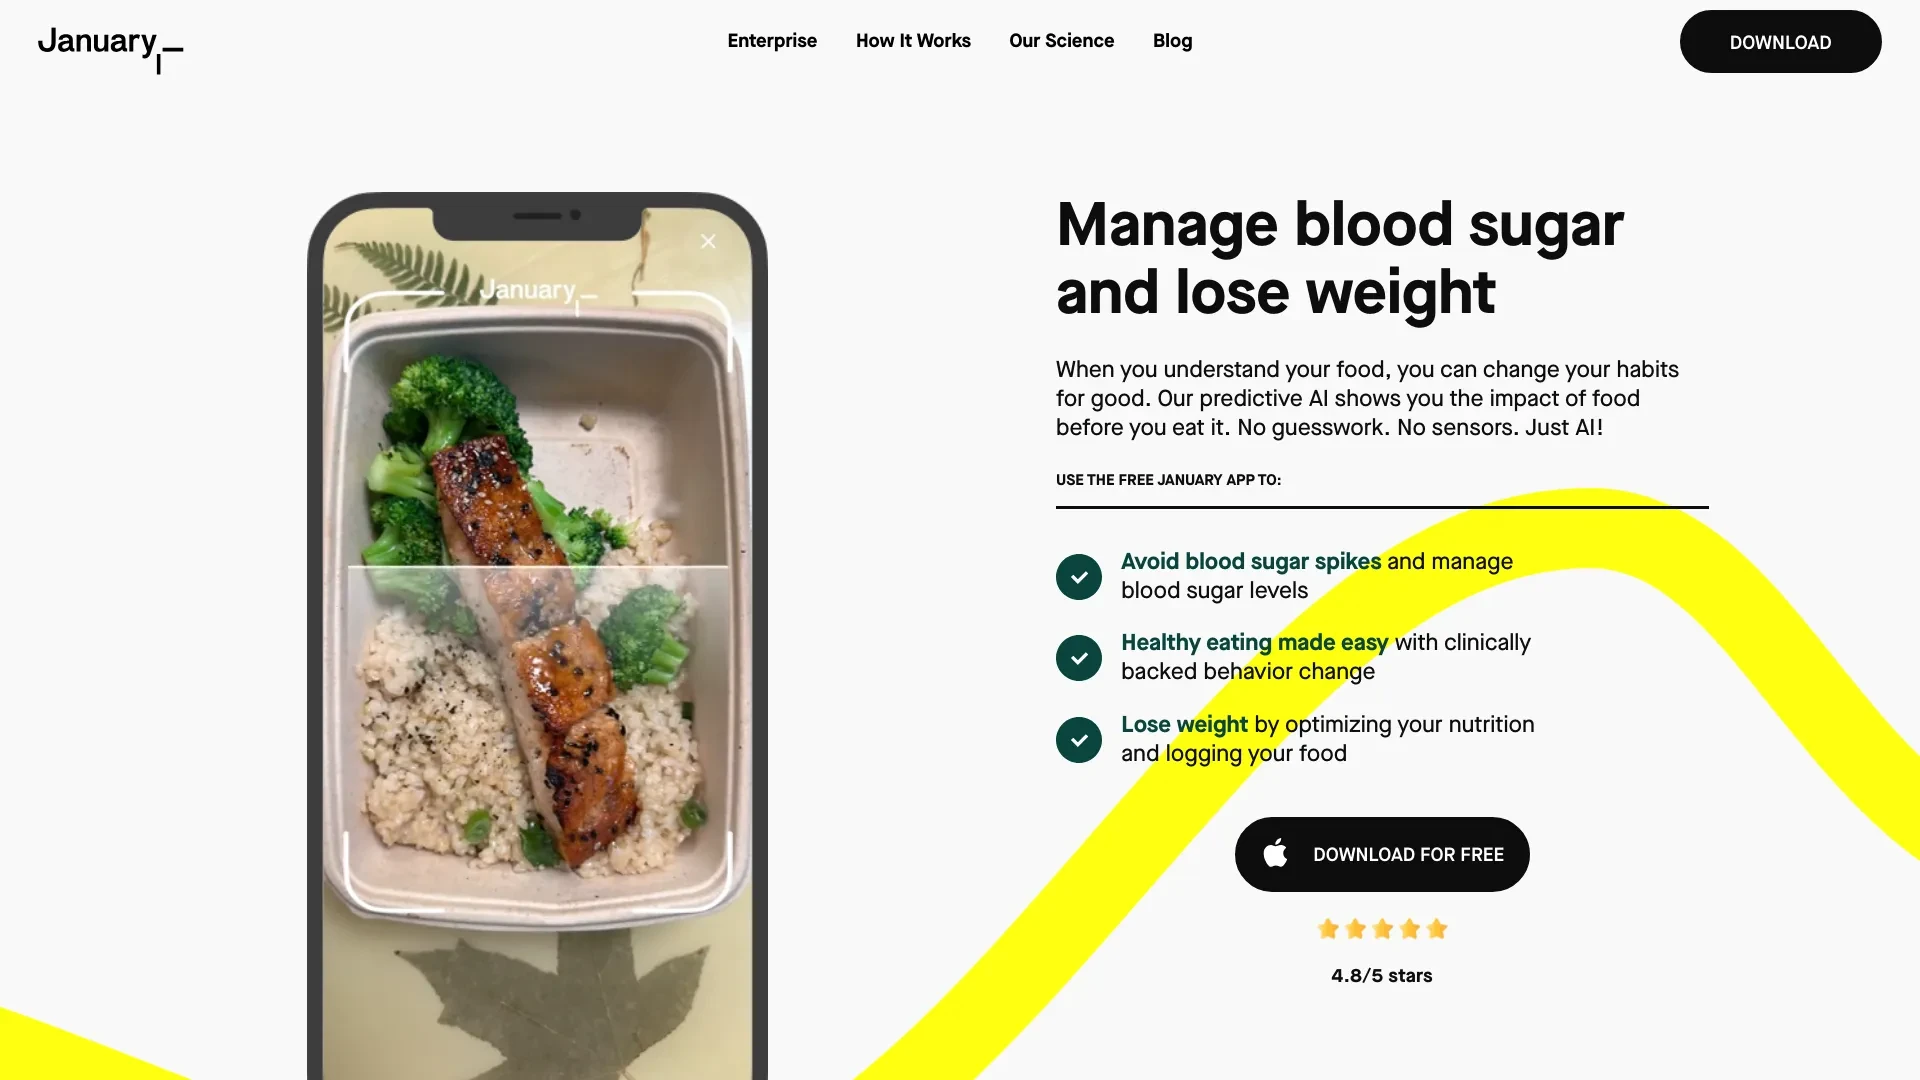 January
Enterprise
How It Works
Our Science
Blog
DOWNLOAD
January
Manage blood sugar
and lose weight
When you understand your food, you can change your habits
for good. Our predictive AI shows you the impact of food
before you eat it. No guesswork. No sensors. Just AI!
USE THE FREE JANUARY APP TO:
Avoid blood sugar spikes and manage
blood sugar levels
Healthy eating made easy with clinically
backed behavior change
Lose weight by optimizing your nutrition
and logging your food
DOWNLOAD FOR FREE
4.8/5 stars